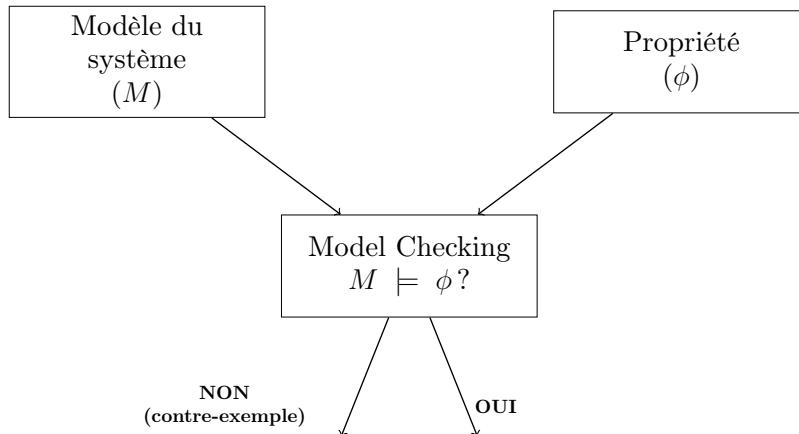 Modèle du
système
(M)
Propriété
(ϕ)
Model Checking
M ⊨ ϕ ?
NON
(contre-exemple)
OUI